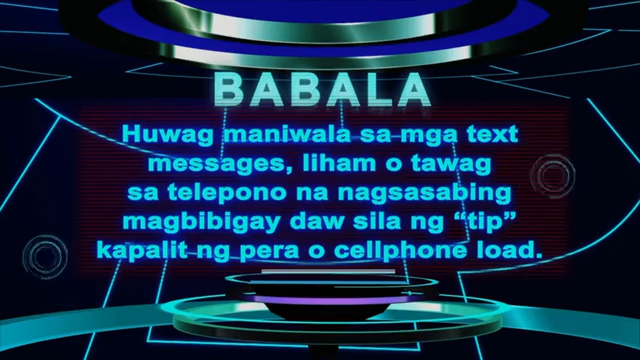 BABALA
Huwag maniwala sa mga text
messages, liham o tawag
sa telepono na nagsasabing
magbibigay daw sila ng “tip”
kapalit ng pera o cellphone load.